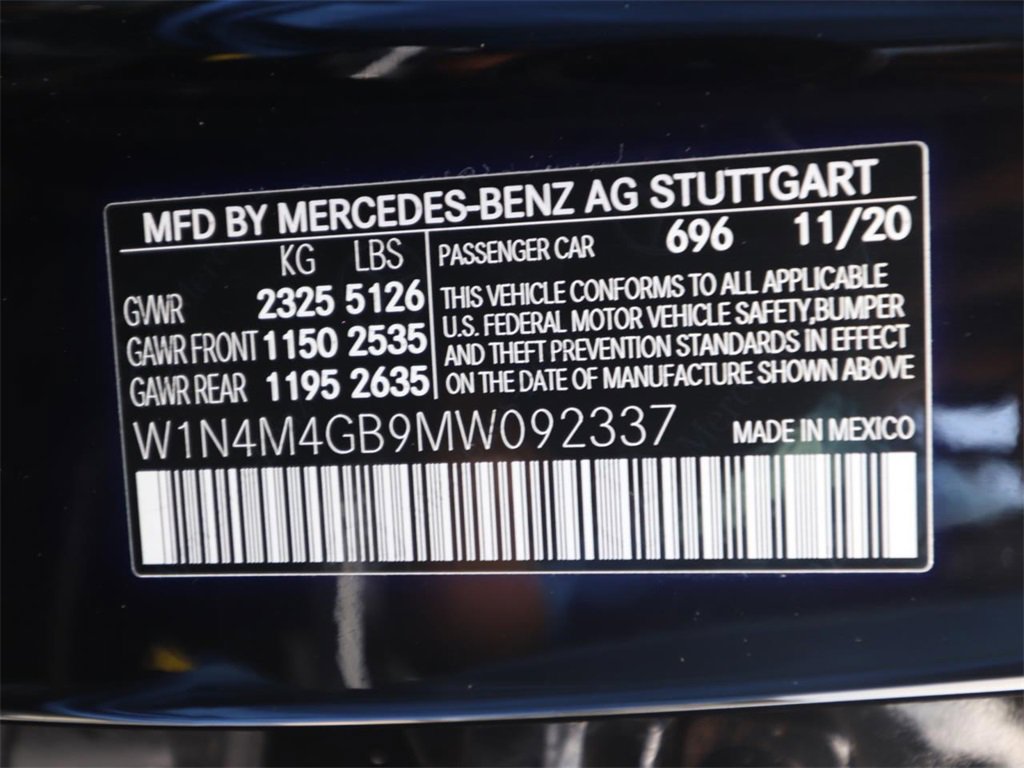 MFD BY MERCEDES-BENZ AG STUTTGART
KG LBS
GVWR 2325 5126
GAWR FRONT 1150 2535
GAWR REAR 1195 2635
PASSENGER CAR 696 11/20
THIS VEHICLE CONFORMS TO ALL APPLICABLE
U.S. FEDERAL MOTOR VEHICLE SAFETY,BUMPER
AND THEFT PREVENTION STANDARDS IN EFFECT
ON THE DATE OF MANUFACTURE SHOWN ABOVE
W1N4M4GB9MW092337 MADE IN MEXICO